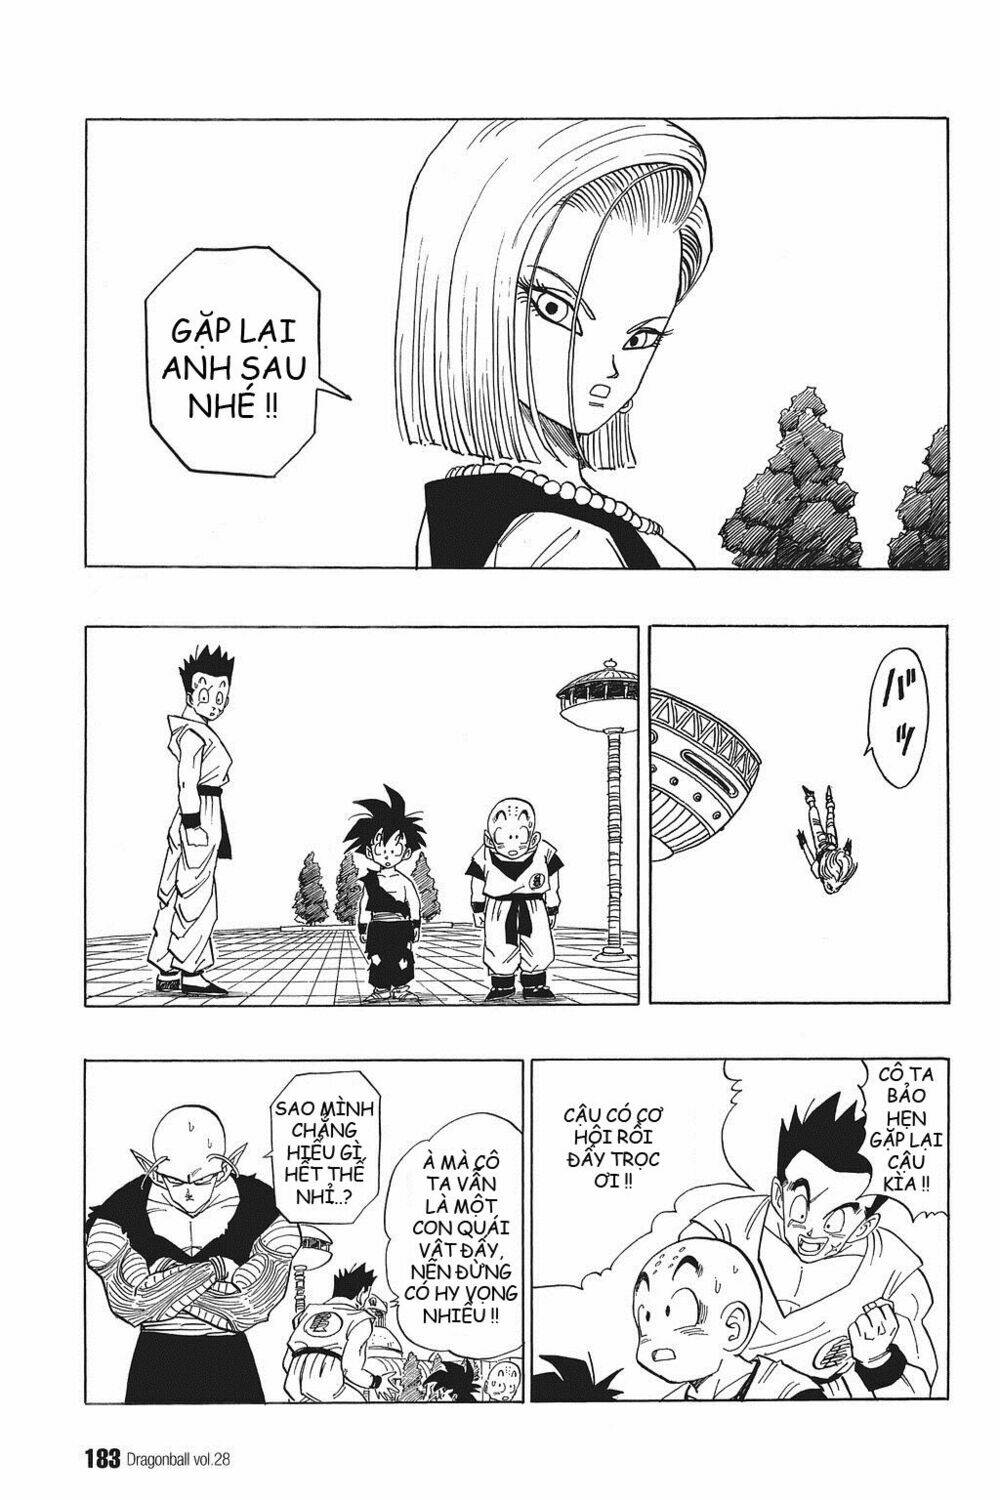 GẶP LẠI
ANH SAU
NHÉ !!
バッ
CÔ TA
BẢO
HẸN
GẶP LẠI
CẬU
KÌA !!
CẬU CÓ CƠ
HỘI RỒI
ĐẤY TRỌC
ƠI !!
SAO MÌNH
CHẲNG
HIỂU GÌ
HẾT THẾ
NHỈ..?
À MÀ CÔ
TA VẪN
LÀ MỘT
CON QUÁI
VẬT ĐẤY,
NÊN ĐỪNG
CÓ HY VỌNG
NHIỀU !!
183 Dragonball vol.28